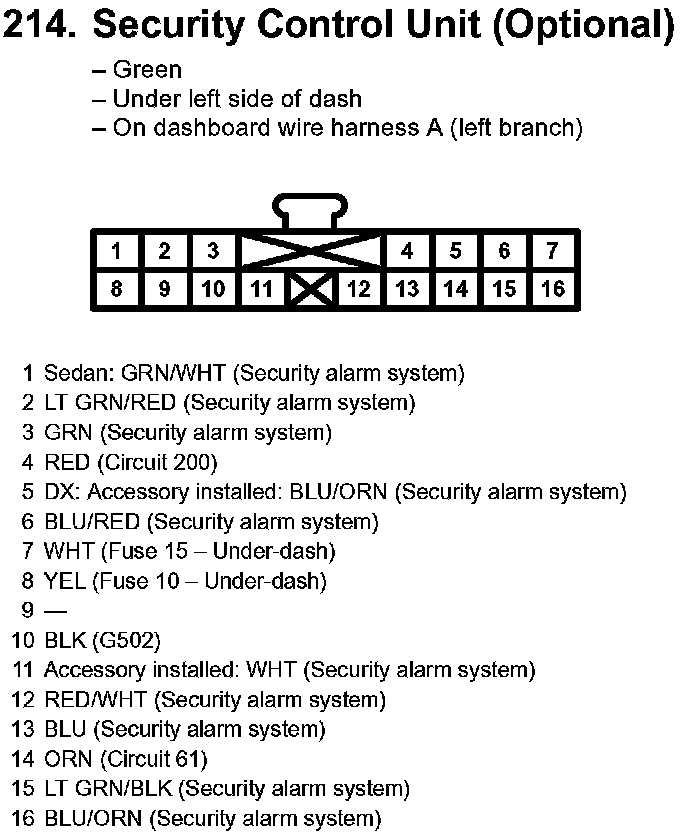 214. Security Control Unit (Optional)
– Green
– Under left side of dash
– On dashboard wire harness A (left branch)
1 2 3 4 5 6 7
8 9 10 11 12 13 14 15 16
1 Sedan: GRN/WHT (Security alarm system)
2 LT GRN/RED (Security alarm system)
3 GRN (Security alarm system)
4 RED (Circuit 200)
5 DX: Accessory installed: BLU/ORN (Security alarm system)
6 BLU/RED (Security alarm system)
7 WHT (Fuse 15 – Under-dash)
8 YEL (Fuse 10 – Under-dash)
9 —
10 BLK (G502)
11 Accessory installed: WHT (Security alarm system)
12 RED/WHT (Security alarm system)
13 BLU (Security alarm system)
14 ORN (Circuit 61)
15 LT GRN/BLK (Security alarm system)
16 BLU/ORN (Security alarm system)